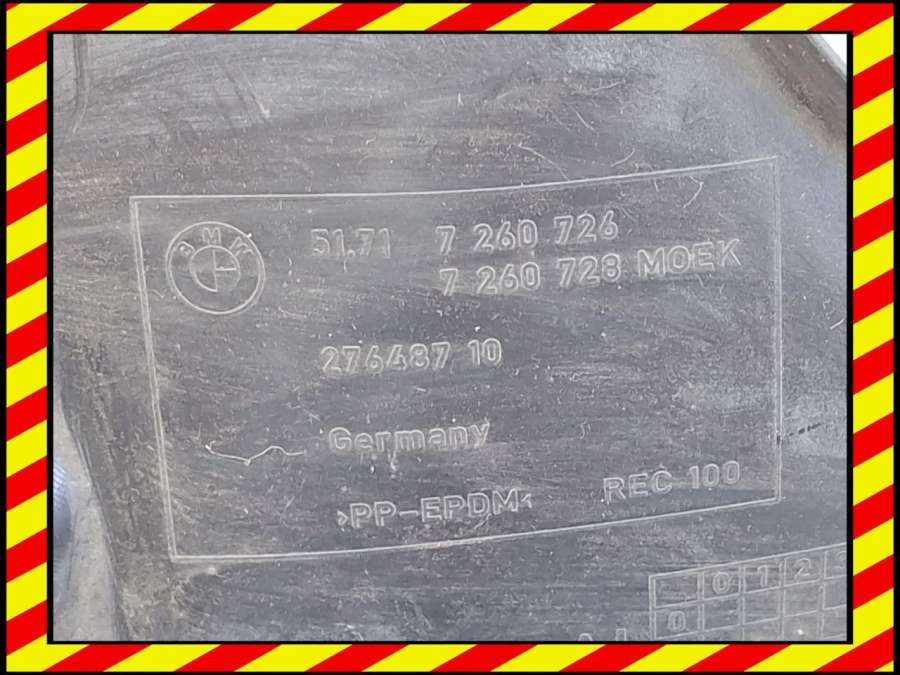 BMW 51.71 7 260 726
7 260 728 MOEK
276487 10
Germany
>PP-EPDM< REC 100
0 1 2
0